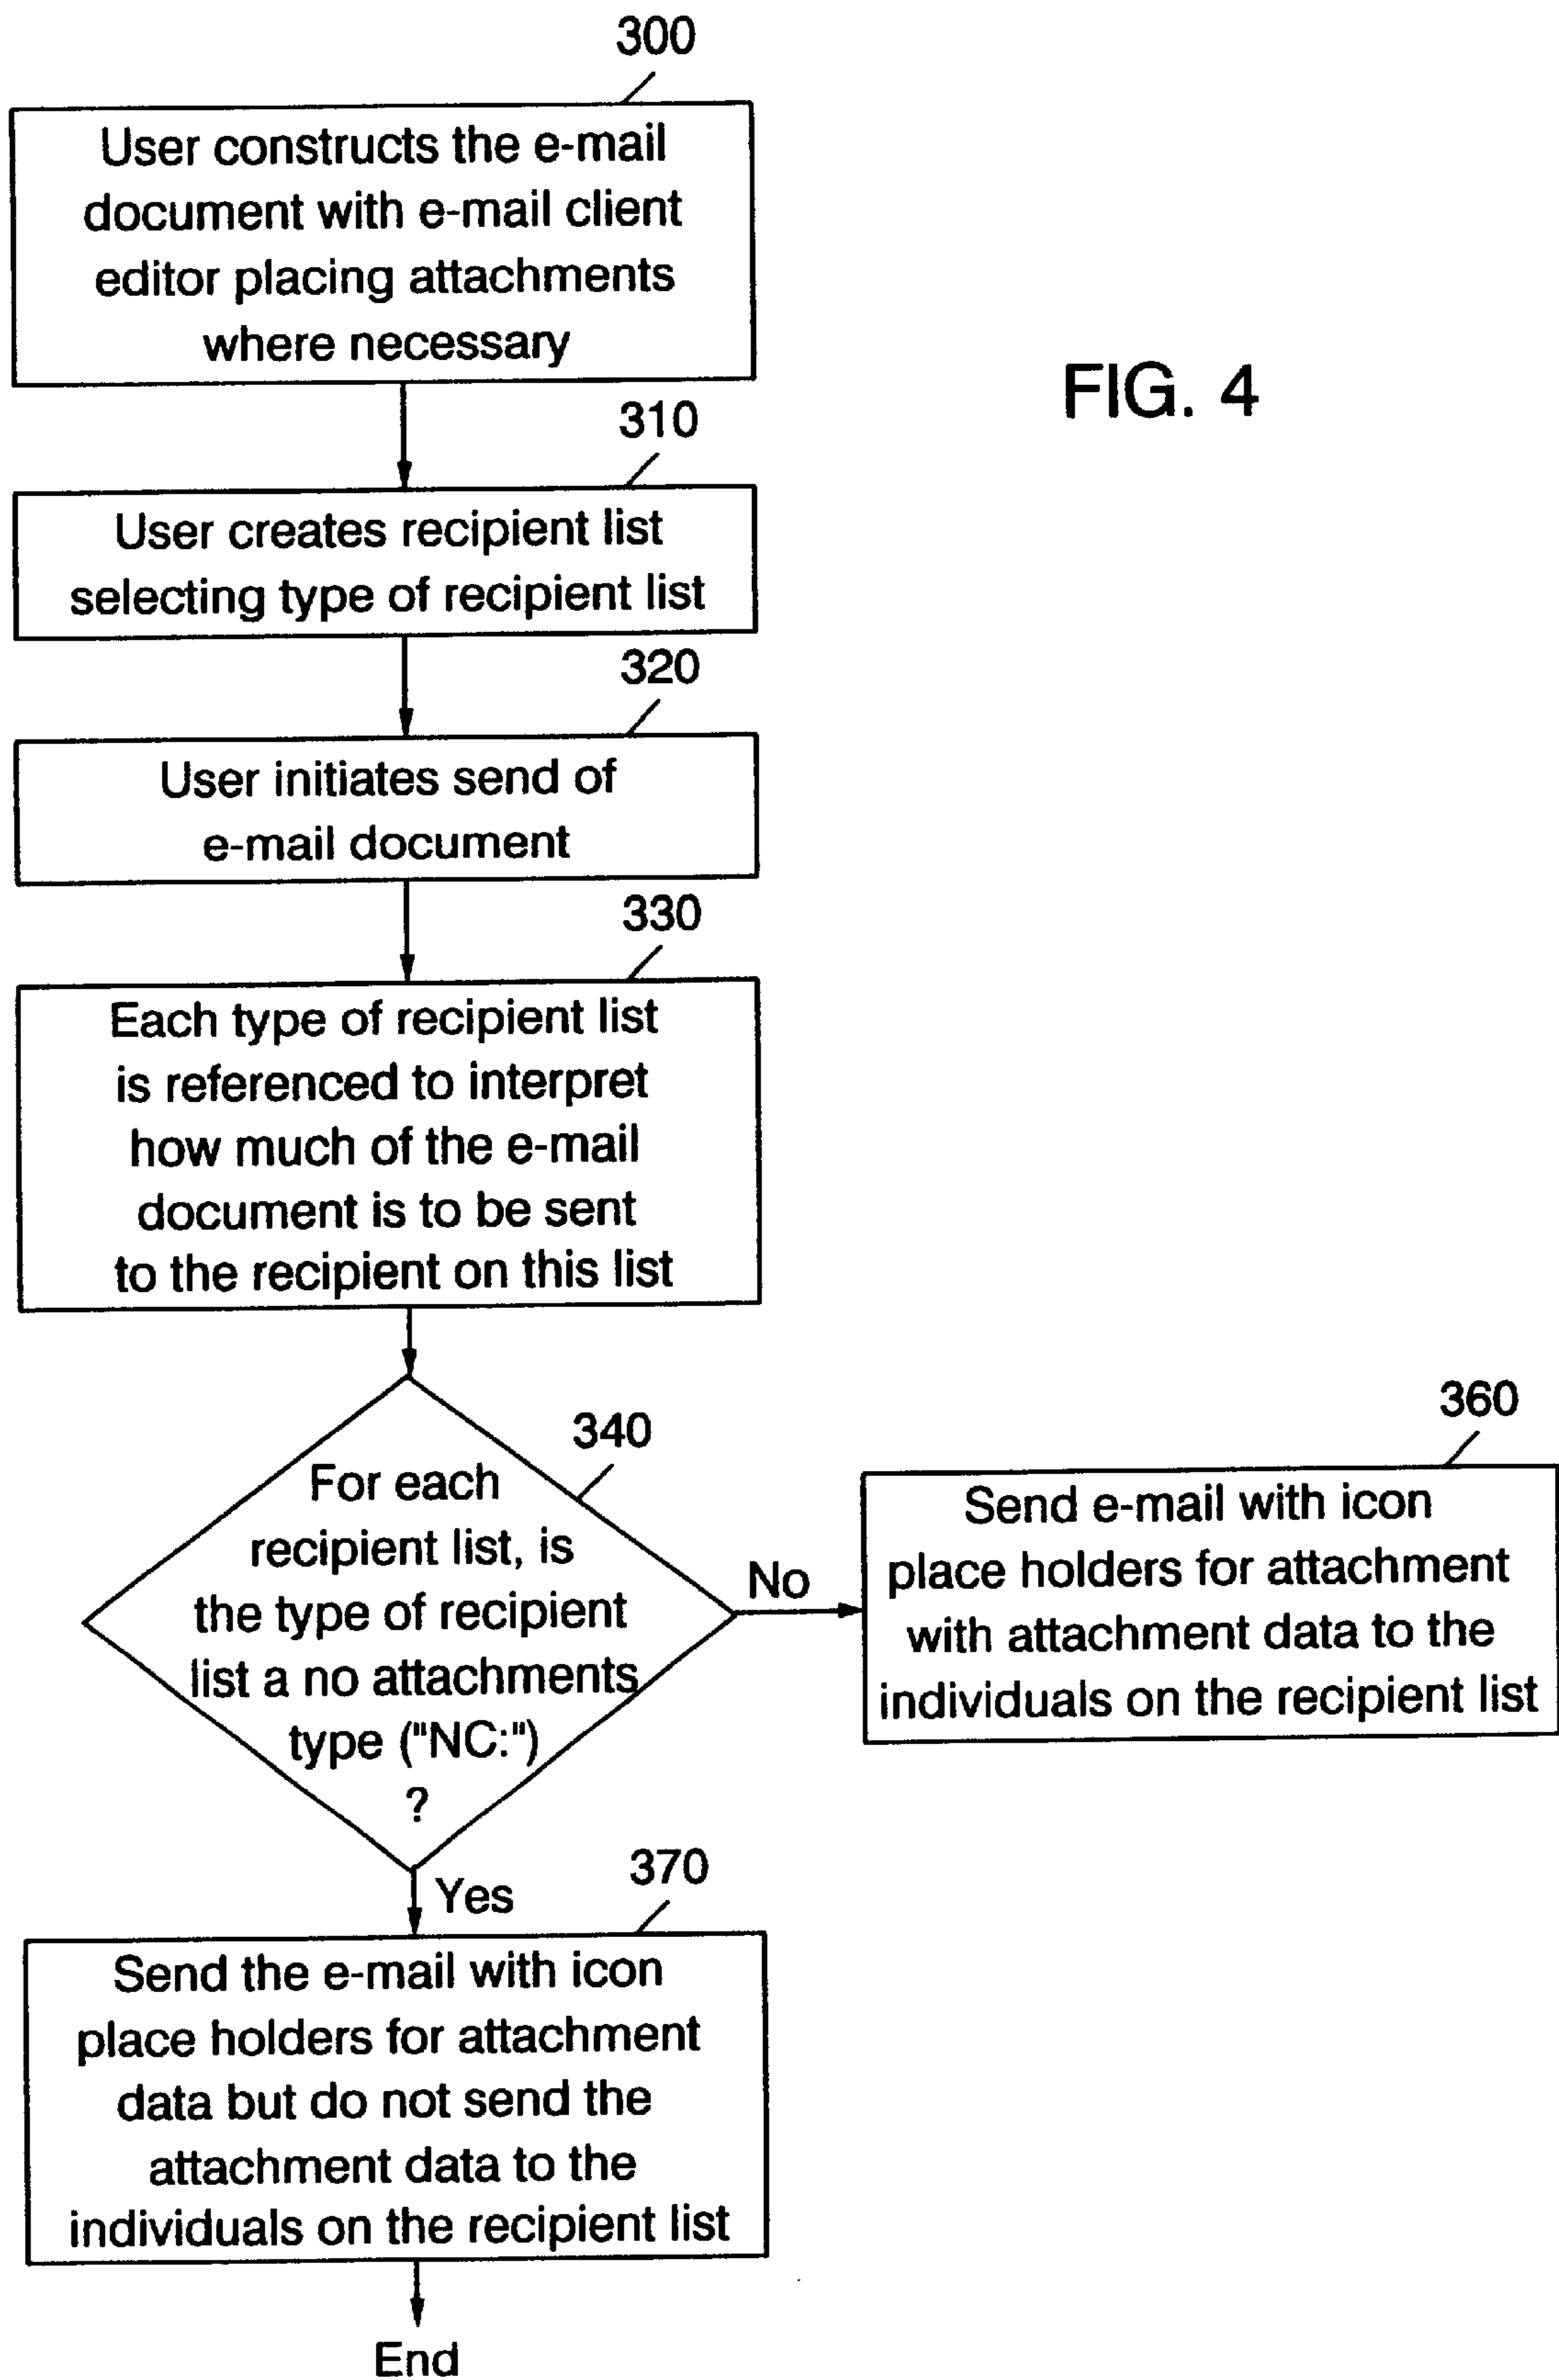 300
User constructs the e-mail
document with e-mail client
editor placing attachments
where necessary
FIG. 4
310
User creates recipient list
selecting type of recipient list
320
User initiates send of
e-mail document
330
Each type of recipient list
is referenced to interpret
how much of the e-mail
document is to be sent
to the recipient on this list
340
For each
recipient list, is
the type of recipient
list a no attachments
type ("NC:")
?
No
360
Send e-mail with icon
place holders for attachment
with attachment data to the
individuals on the recipient list
Yes
370
Send the e-mail with icon
place holders for attachment
data but do not send the
attachment data to the
individuals on the recipient list
End